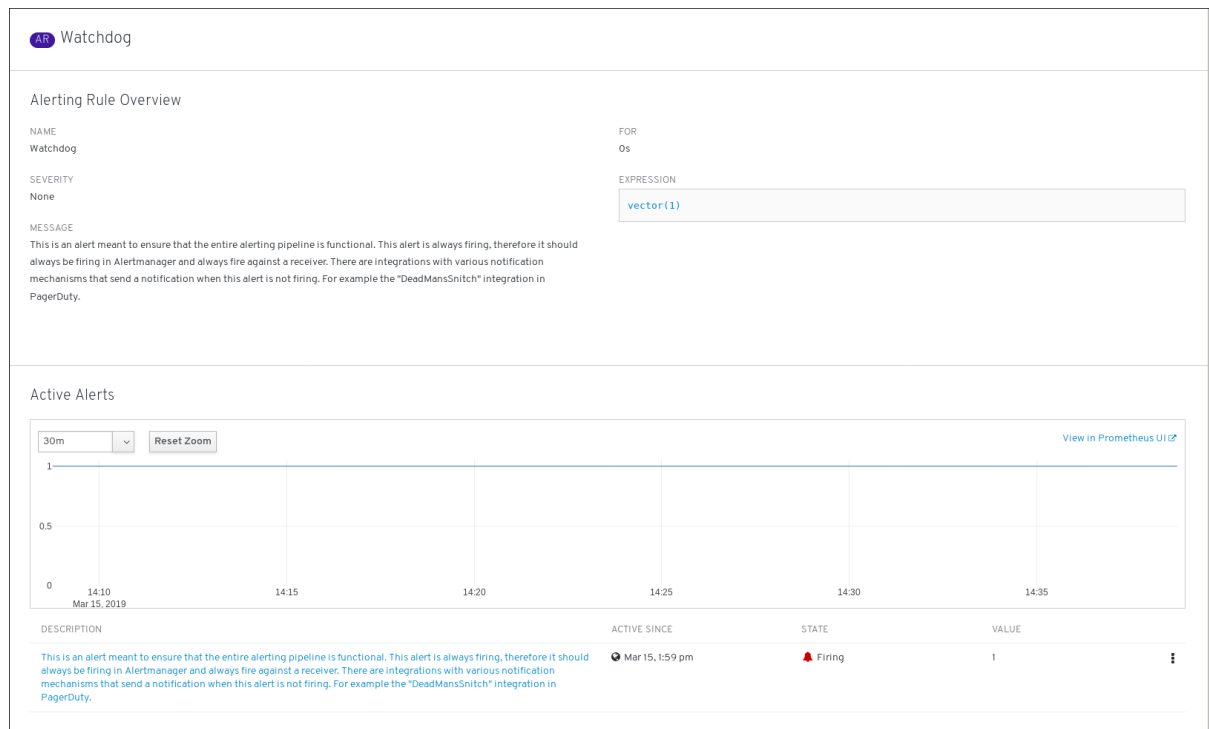 AR Watchdog
Alerting Rule Overview
NAME
Watchdog
FOR
0s
SEVERITY
None
EXPRESSION
vector(1)
MESSAGE
This is an alert meant to ensure that the entire alerting pipeline is functional. This alert is always firing, therefore it should
always be firing in Alertmanager and always fire against a receiver. There are integrations with various notification
mechanisms that send a notification when this alert is not firing. For example the "DeadMansSnitch" integration in
PagerDuty.
Active Alerts
30m
Reset Zoom
View in Prometheus UI
1
0.5
0
14:10 14:15 14:20 14:25 14:30 14:35
Mar 15, 2019
DESCRIPTION ACTIVE SINCE STATE VALUE
This is an alert meant to ensure that the entire alerting pipeline is functional. This alert is always firing, therefore it should
always be firing in Alertmanager and always fire against a receiver. There are integrations with various notification
mechanisms that send a notification when this alert is not firing. For example the "DeadMansSnitch" integration in
PagerDuty.
Mar 15, 1:59 pm
Firing
1